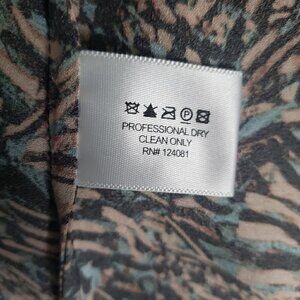 PROFESSIONAL DRY
CLEAN ONLY
RN# 124081